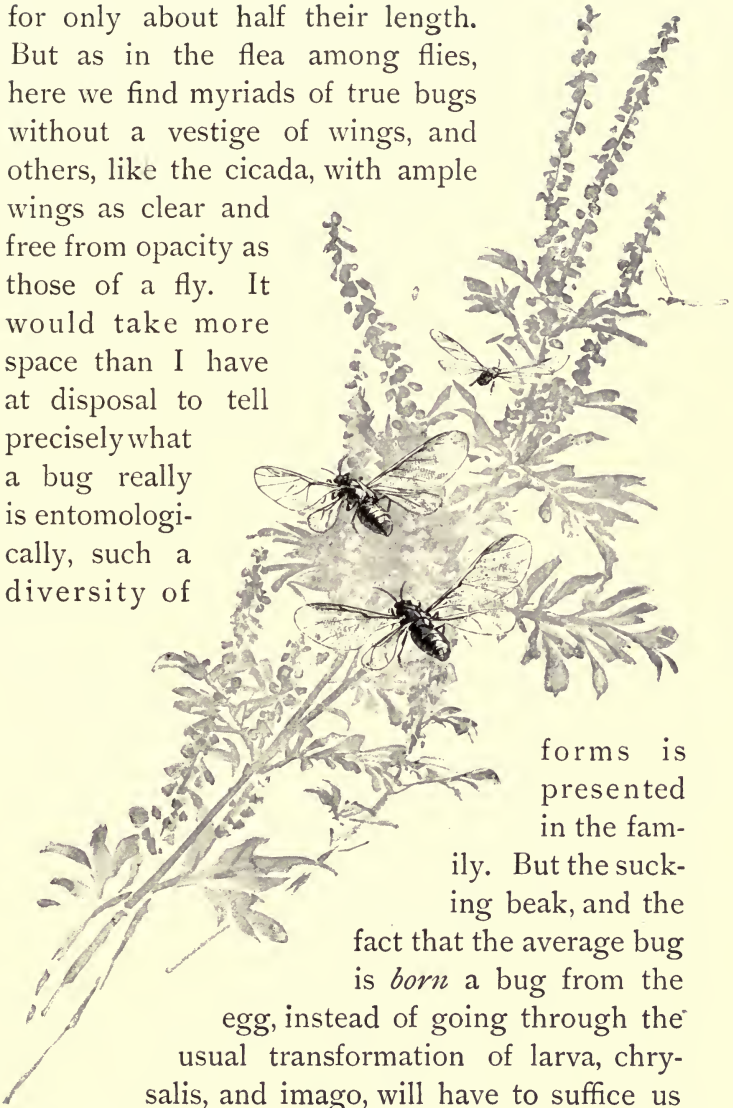 for only about half their length.
But as in the flea among flies,
here we find myriads of true bugs
without a vestige of wings, and
others, like the cicada, with ample
wings as clear and
free from opacity as
those of a fly. It
would take more
space than I have
at disposal to tell
precisely what
a bug really
is entomologi-
cally, such a
diversity of
forms is
presented
in the fam-
ily. But the suck-
ing beak, and the
fact that the average bug
is born a bug from the
egg, instead of going through the
usual transformation of larva, chry-
salis, and imago, will have to suffice us